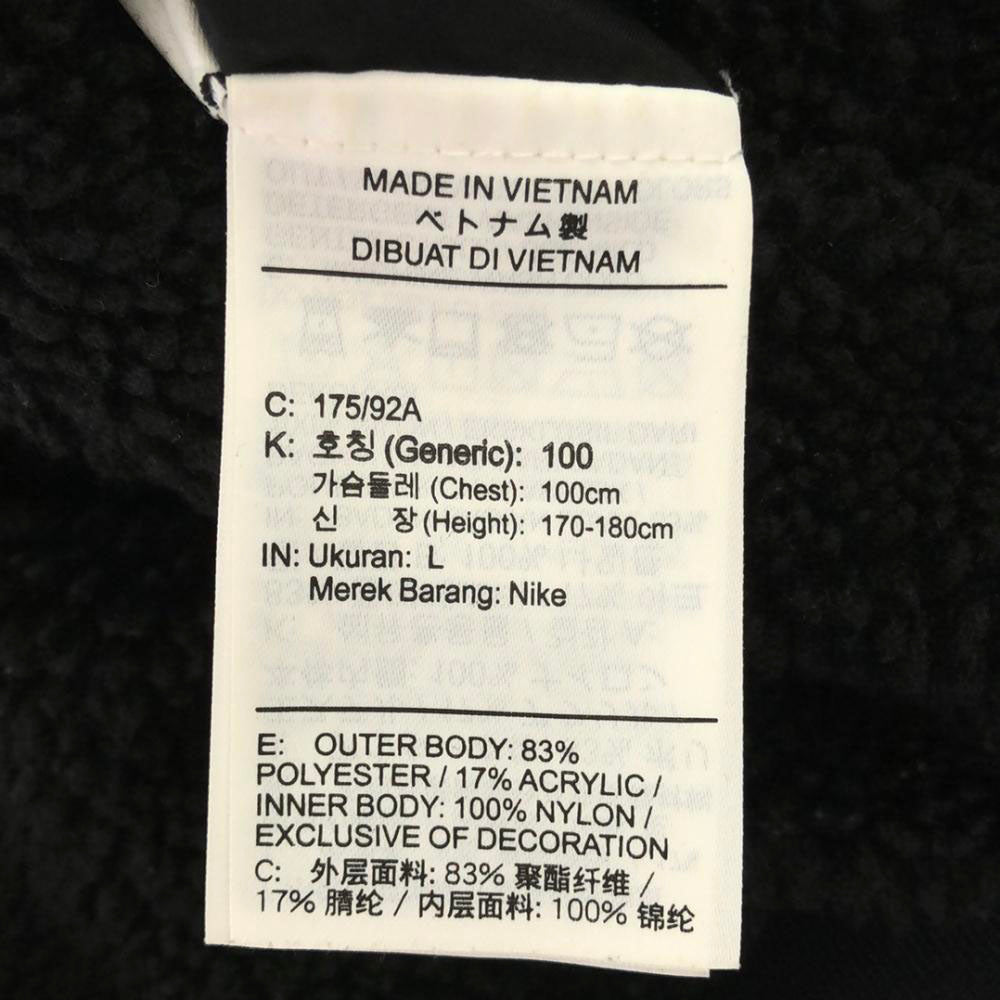 MADE IN VIETNAM
ベトナム製
DIBUAT DI VIETNAM
C: 175/92A
K: 호칭 (Generic): 100
가슴둘레 (Chest): 100cm
신 장 (Height): 170-180cm
IN: Ukuran: L
Merek Barang: Nike
E: OUTER BODY: 83%
POLYESTER / 17% ACRYLIC /
INNER BODY: 100% NYLON /
EXCLUSIVE OF DECORATION
C: 外层面料: 83% 聚酯纤维 /
17% 腈纶 / 内层面料: 100% 锦纶